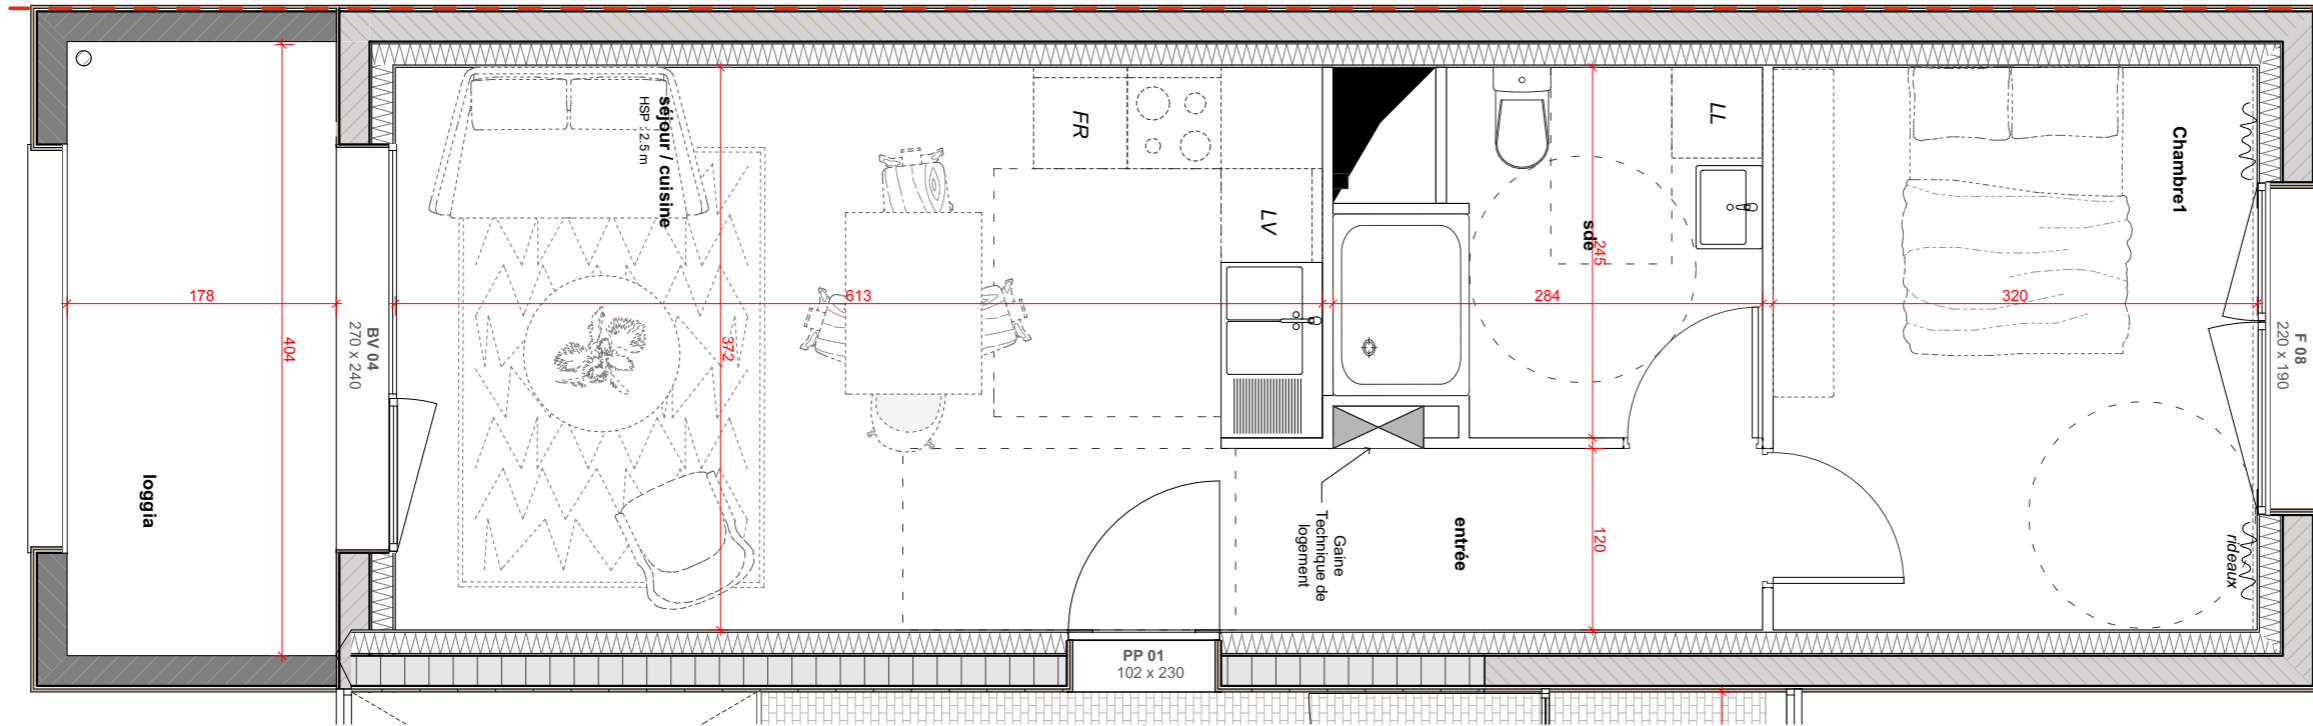 séjour / cuisine
HSP : 2.5 m
FR
LV
LL
sde
Chambre1
178
404
613
372
245
284
320
120
BV 04
270 x 240
F 08
220 x 190
loggia
Gaine
Technique de
logement
entrée
rideaux
PP 01
102 x 230